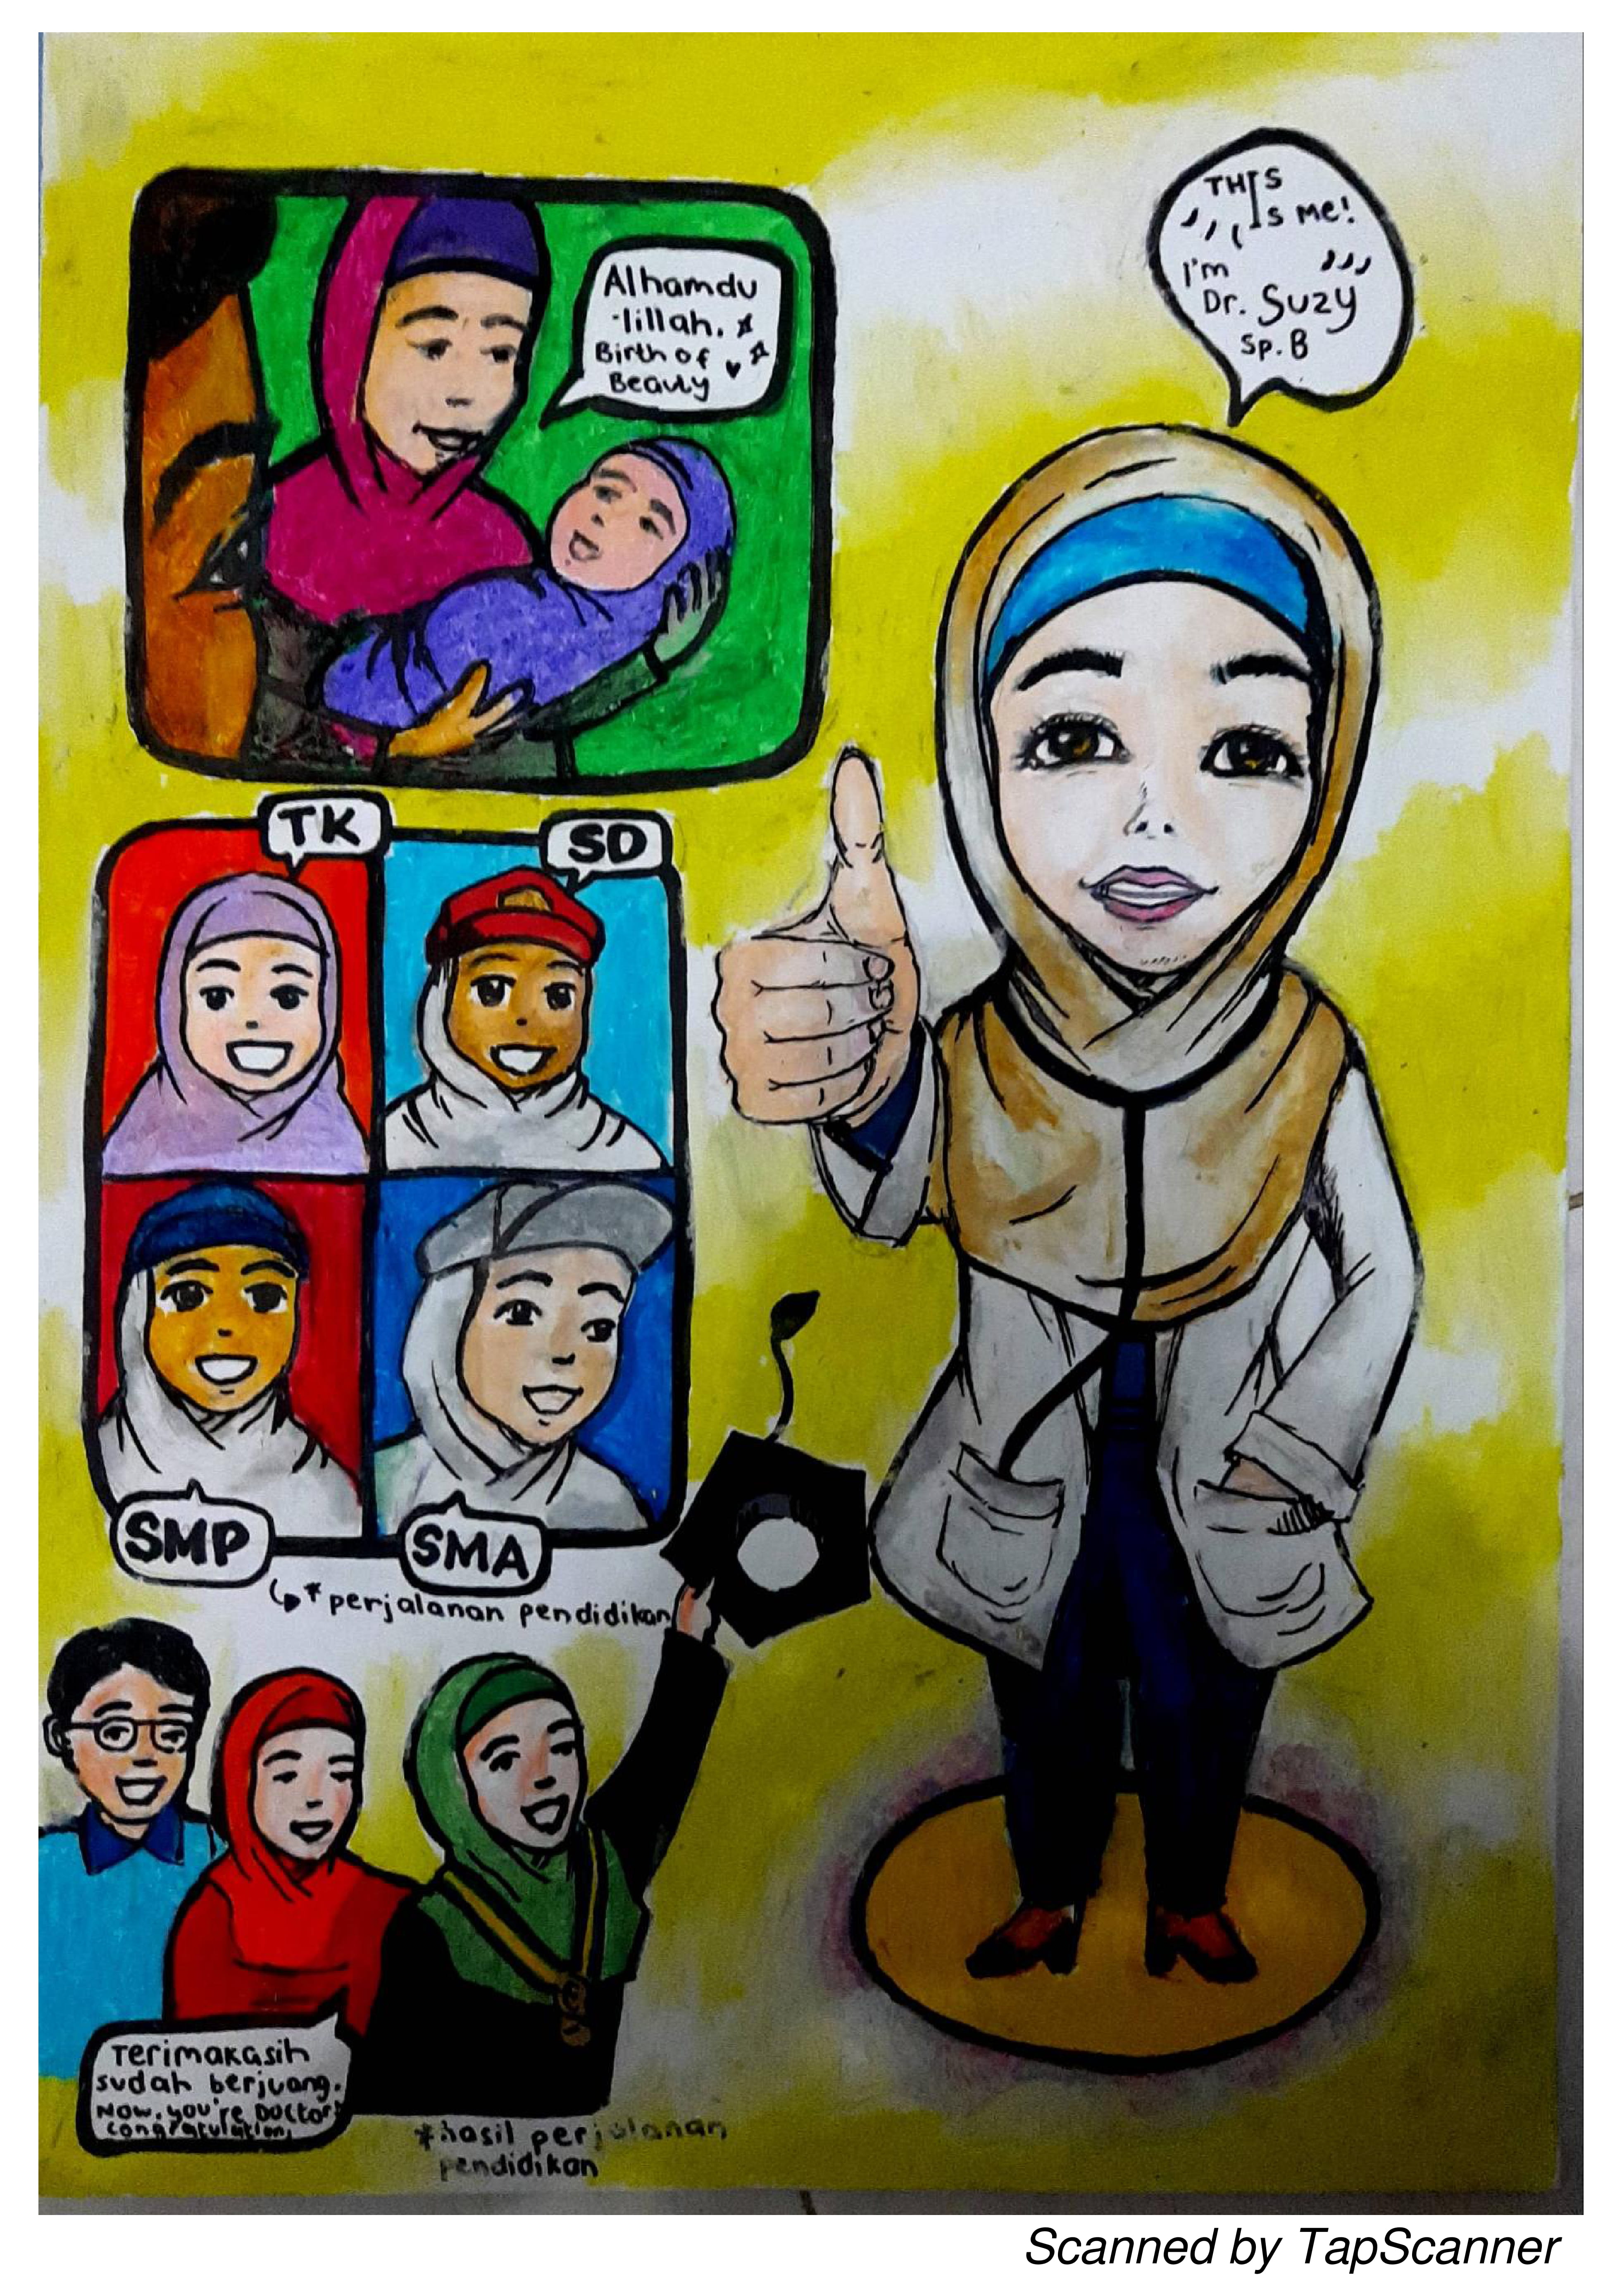 THIS
Is Me!
I'm
Dr. Suzy
Sp. B
Alhamdu
-lillah.
Birth of
Beauty
TK
SD
SMP
SMA
*perjalanan pendidikan
Terimakasih
sudah berjuang.
Now, you're Doctor!
Congratulation,
*hasil perjalanan
pendidikan
Scanned by TapScanner